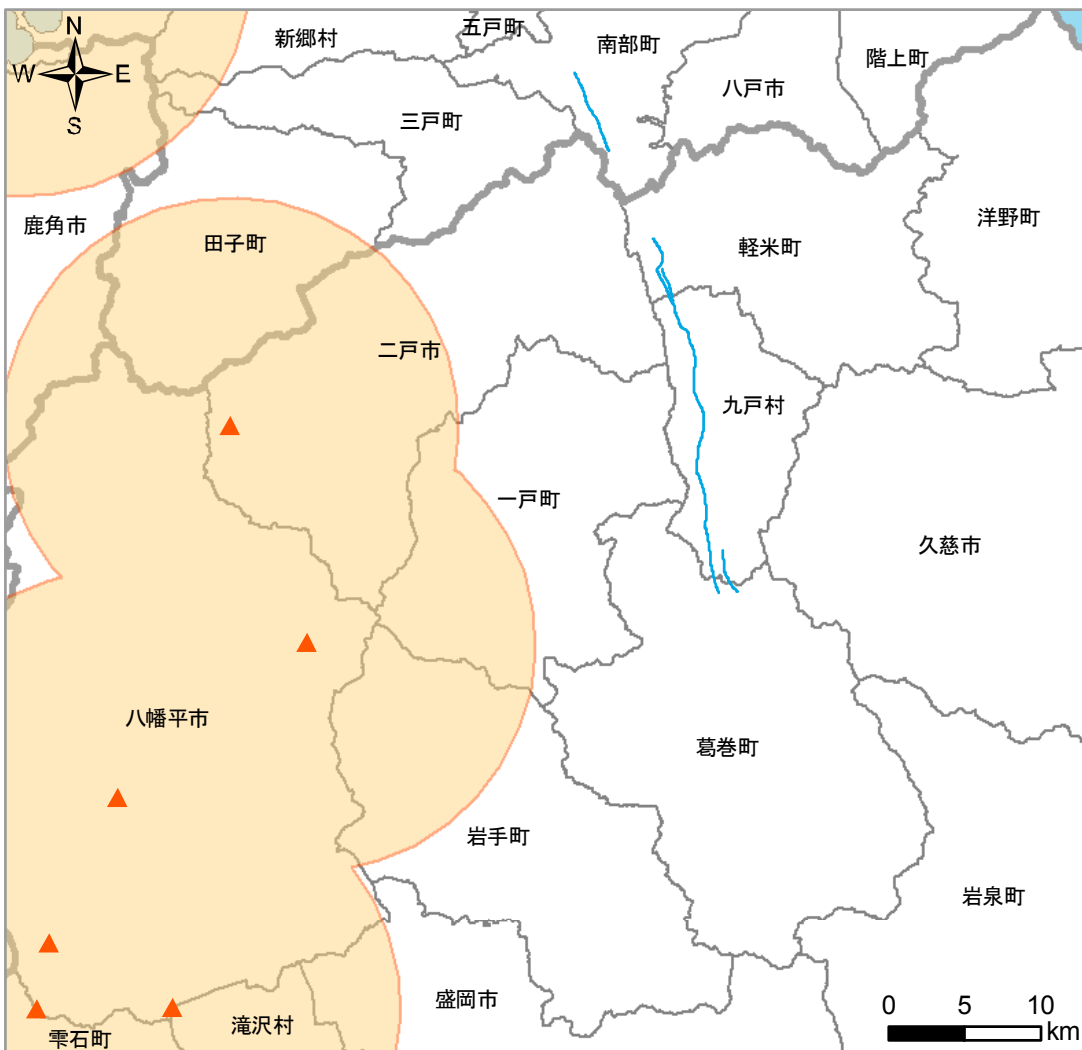 新郷村
五戸町
南部町
階上町
八戸市
N
W E
S
三戸町
鹿角市
田子町
洋野町
軽米町
二戸市
九戸村
一戸町
久慈市
八幡平市
葛巻町
岩手町
岩泉町
盛岡市
滝沢村
雫石町
0 5 10
km